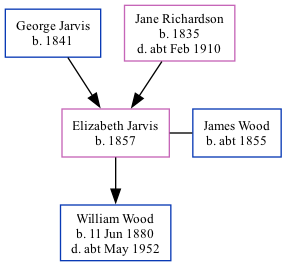 George Jarvis
b. 1841
Jane Richardson
b. 1835
d. abt Feb 1910
Elizabeth Jarvis
b. 1857
James Wood
b. abt 1855
William Wood
b. 11 Jun 1880
d. abt May 1952